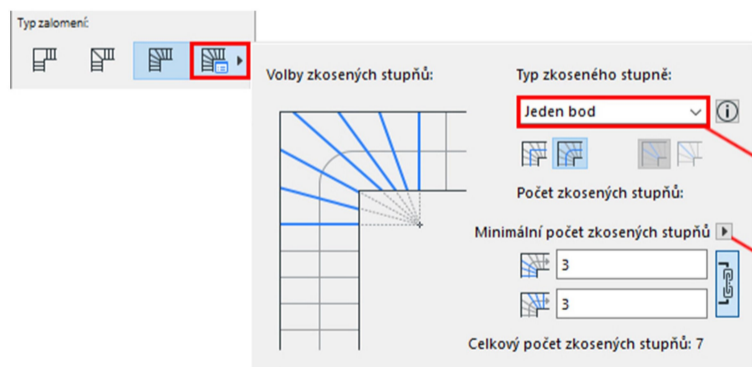 Typ zalomení:
Volby zkosených stupňů:
Typ zkoseného stupně:
Jeden bod
Počet zkosených stupňů:
Minimální počet zkosených stupňů
3
3
Celkový počet zkosených stupňů: 7